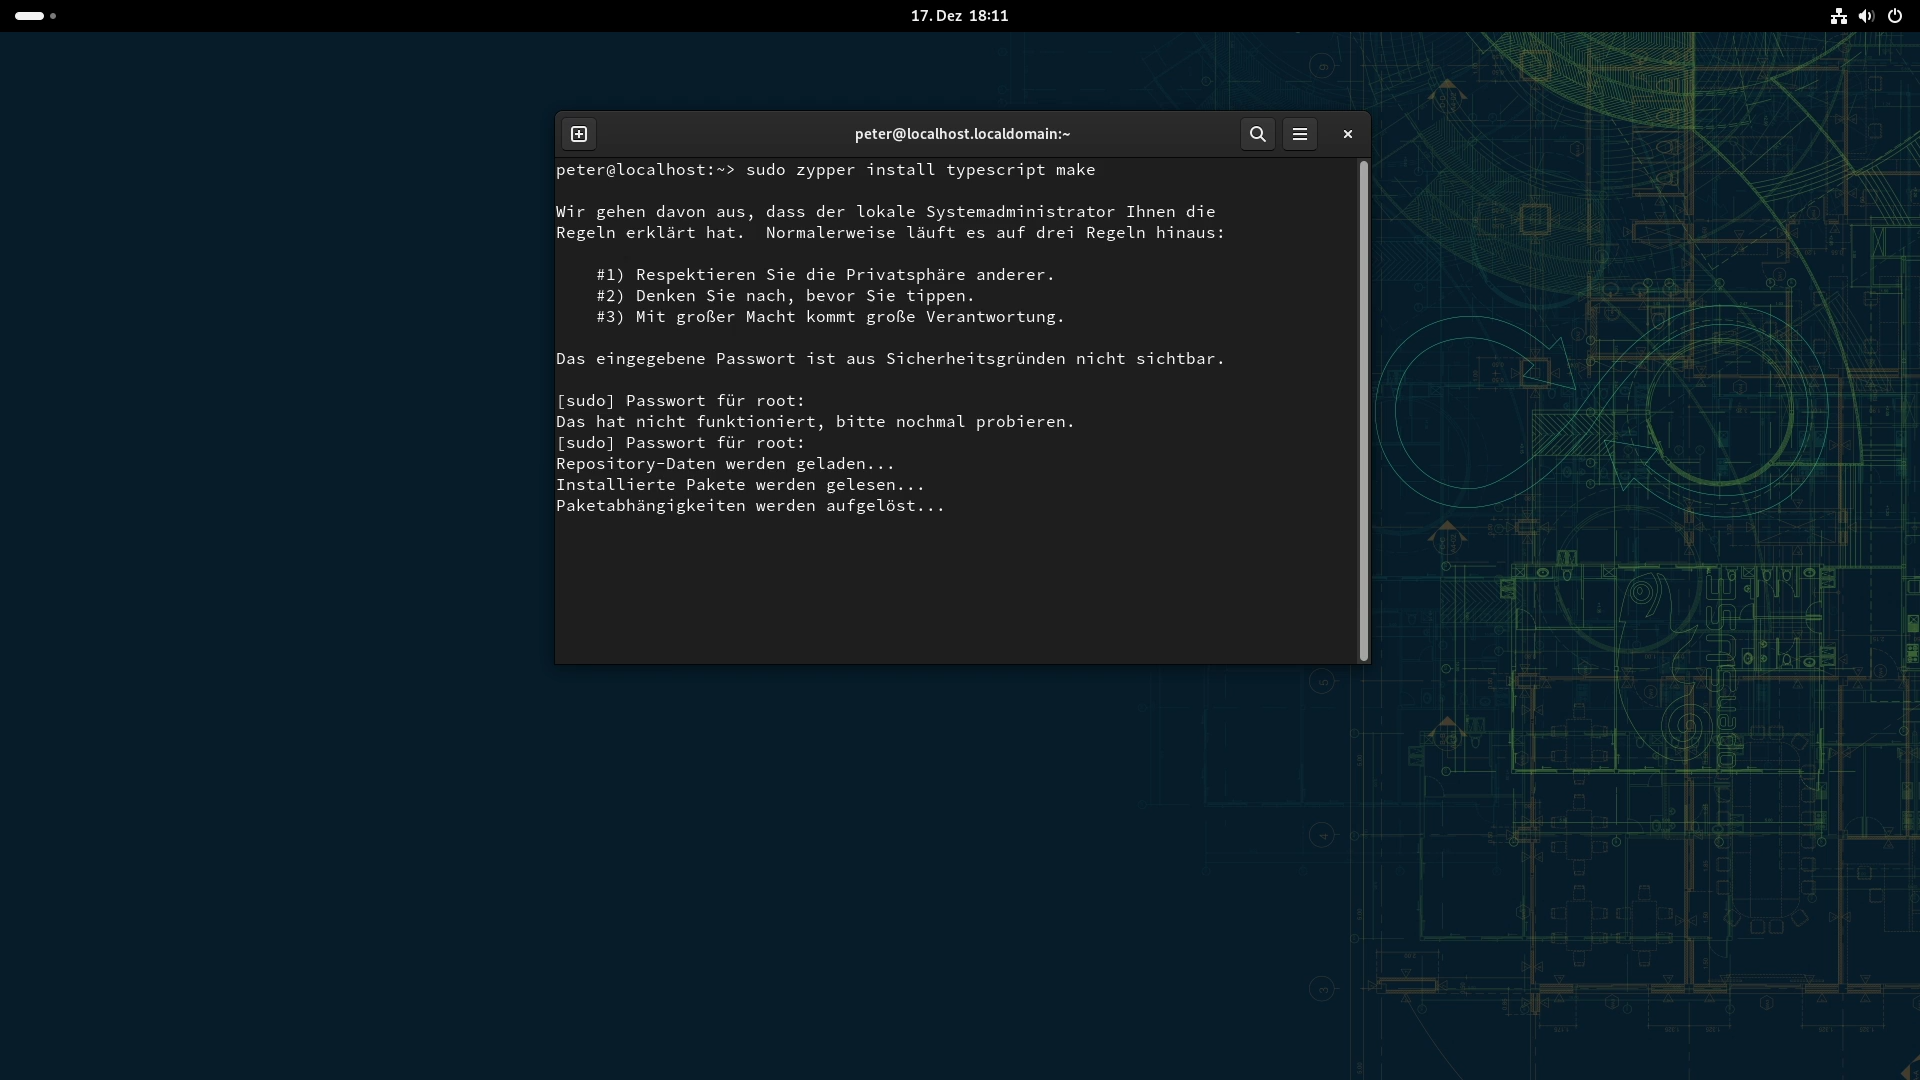 17. Dez 18:11
peter@localhost.localdomain:~
peter@localhost:~> sudo zypper install typescript make
Wir gehen davon aus, dass der lokale Systemadministrator Ihnen die
Regeln erklärt hat.  Normalerweise läuft es auf drei Regeln hinaus:
#1) Respektieren Sie die Privatsphäre anderer.
#2) Denken Sie nach, bevor Sie tippen.
#3) Mit großer Macht kommt große Verantwortung.
Das eingegebene Passwort ist aus Sicherheitsgründen nicht sichtbar.
[sudo] Passwort für root:
Das hat nicht funktioniert, bitte nochmal probieren.
[sudo] Passwort für root:
Repository-Daten werden geladen...
Installierte Pakete werden gelesen...
Paketabhängigkeiten werden aufgelöst...
openSUSE
5
4
3